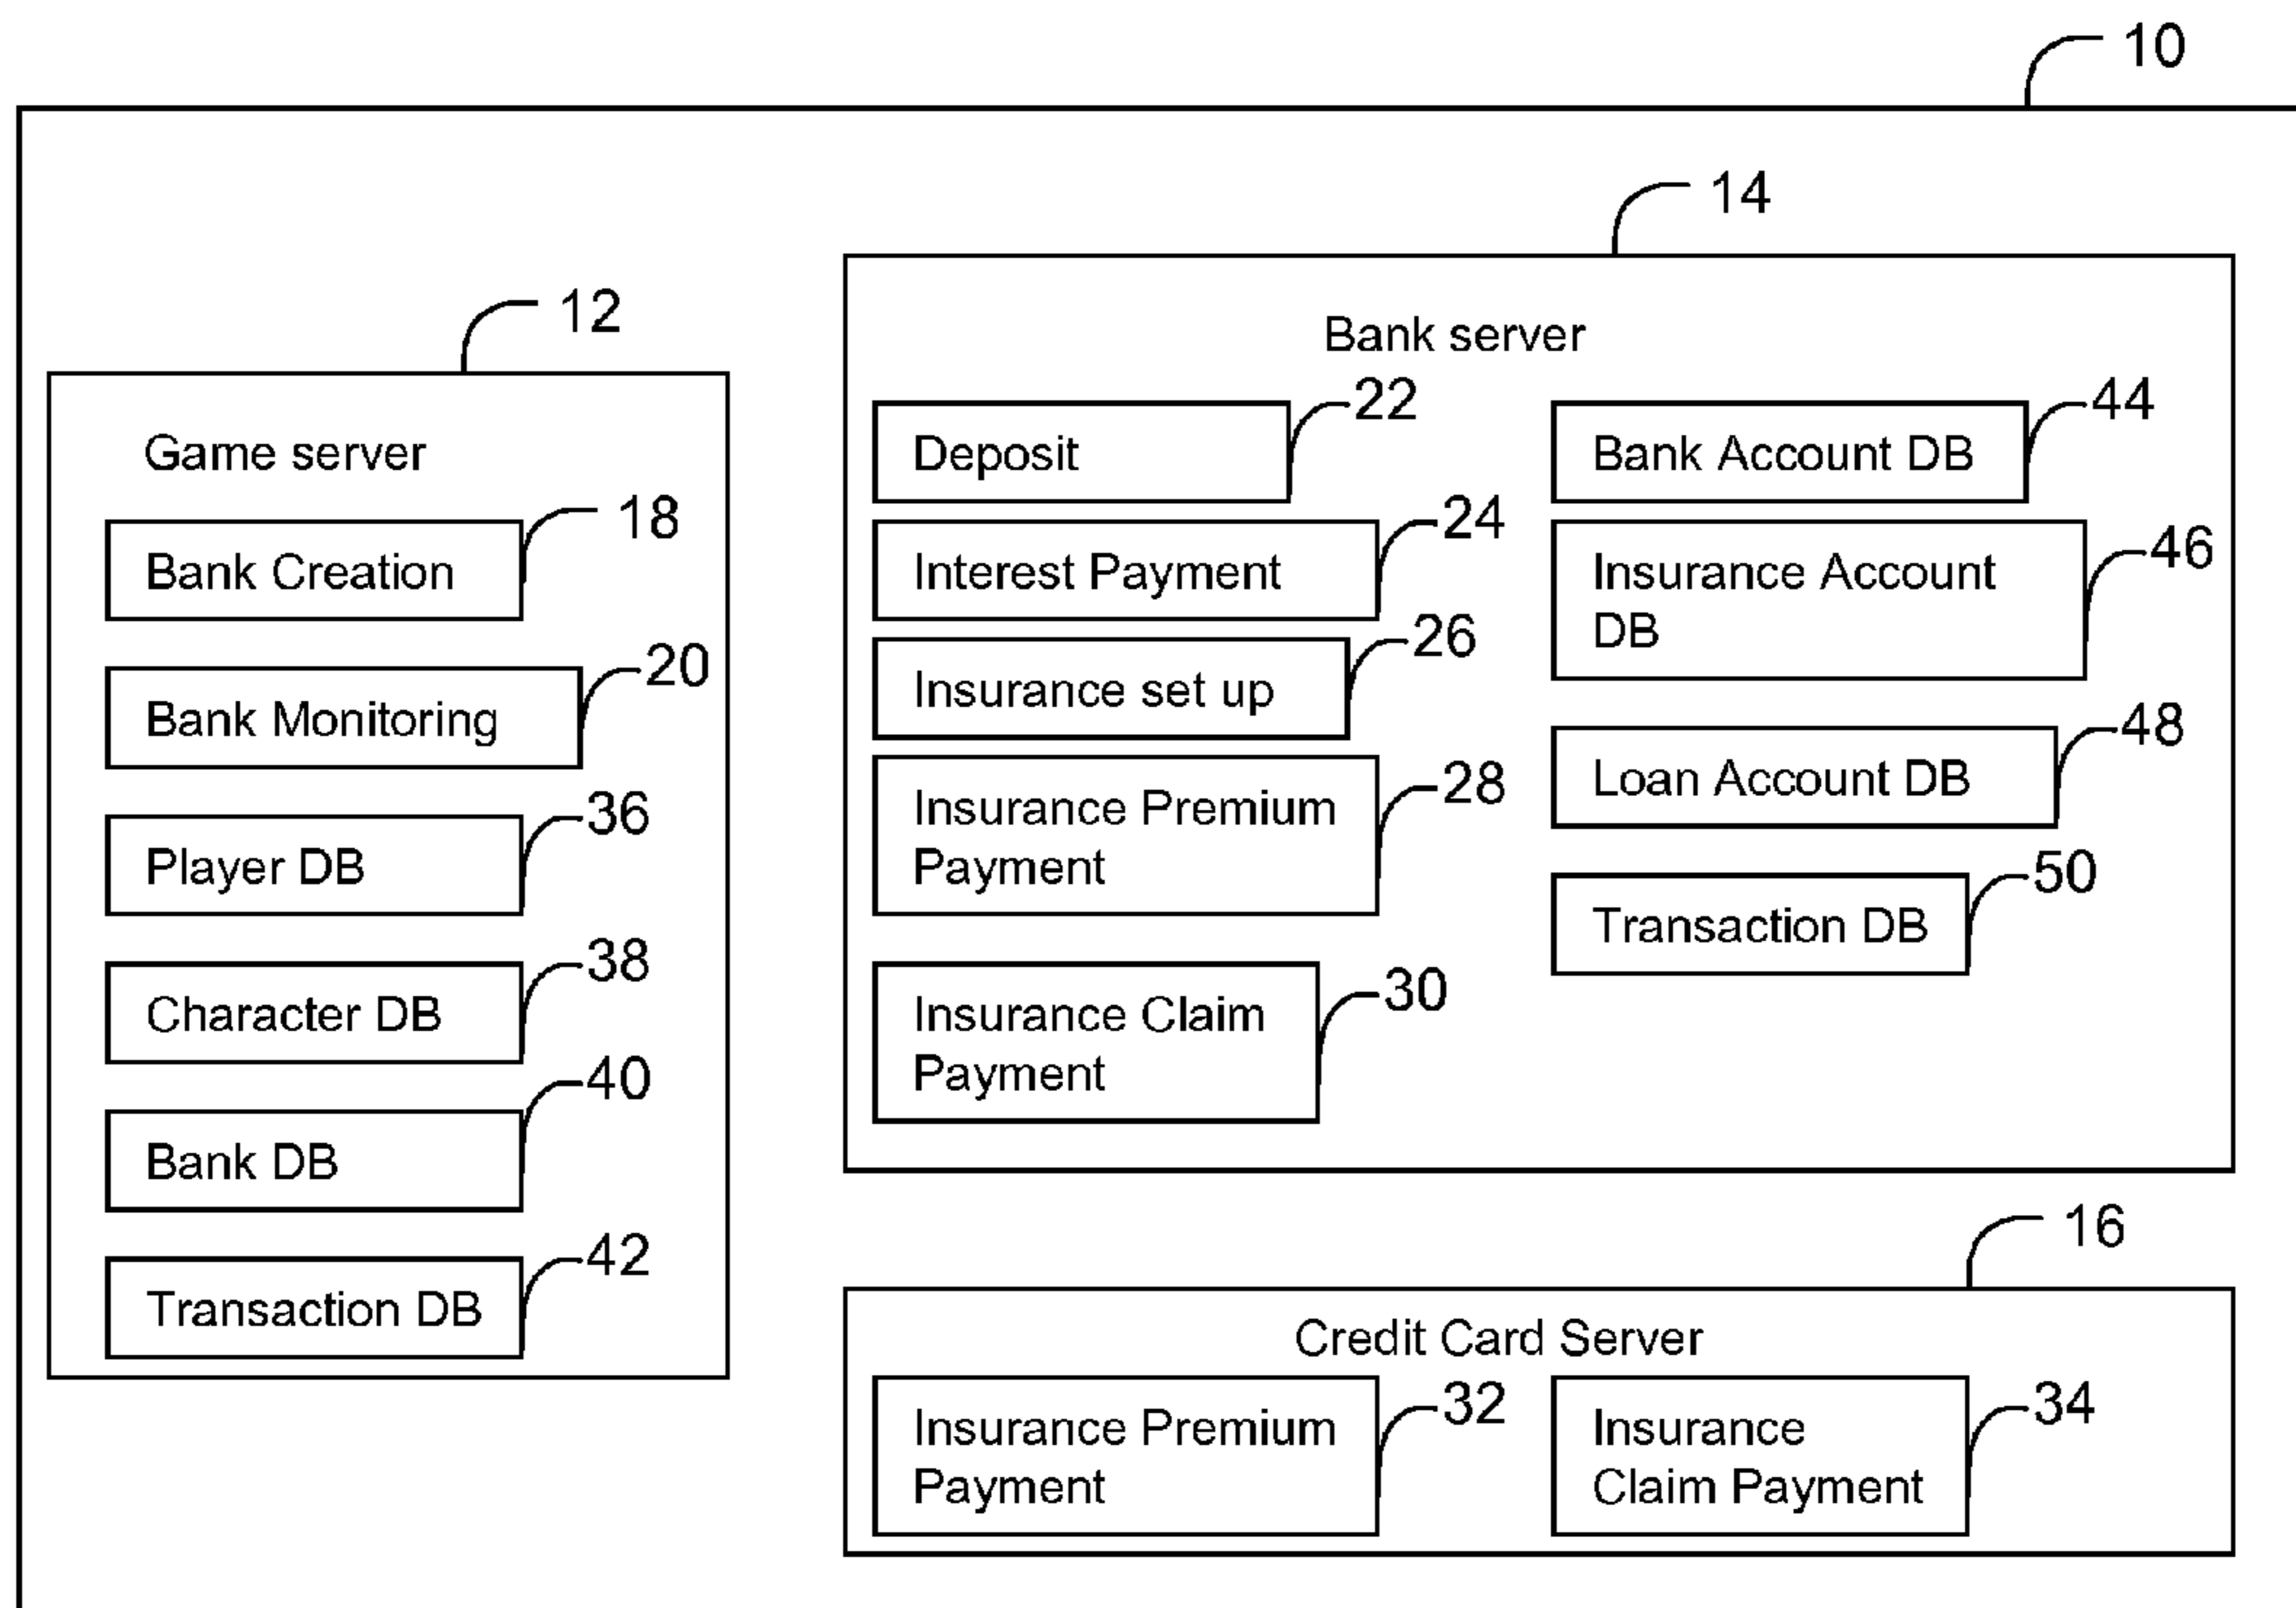 10
14
12
Bank server
Game server
Deposit
22
Bank Account DB
44
Bank Creation
18
Interest Payment
24
Insurance Account
DB
46
Bank Monitoring
20
Insurance set up
26
Loan Account DB
48
Player DB
36
Insurance Premium
Payment
28
Transaction DB
50
Character DB
38
Insurance Claim
Payment
30
Bank DB
40
Transaction DB
42
16
Credit Card Server
Insurance Premium
Payment
32
Insurance
Claim Payment
34